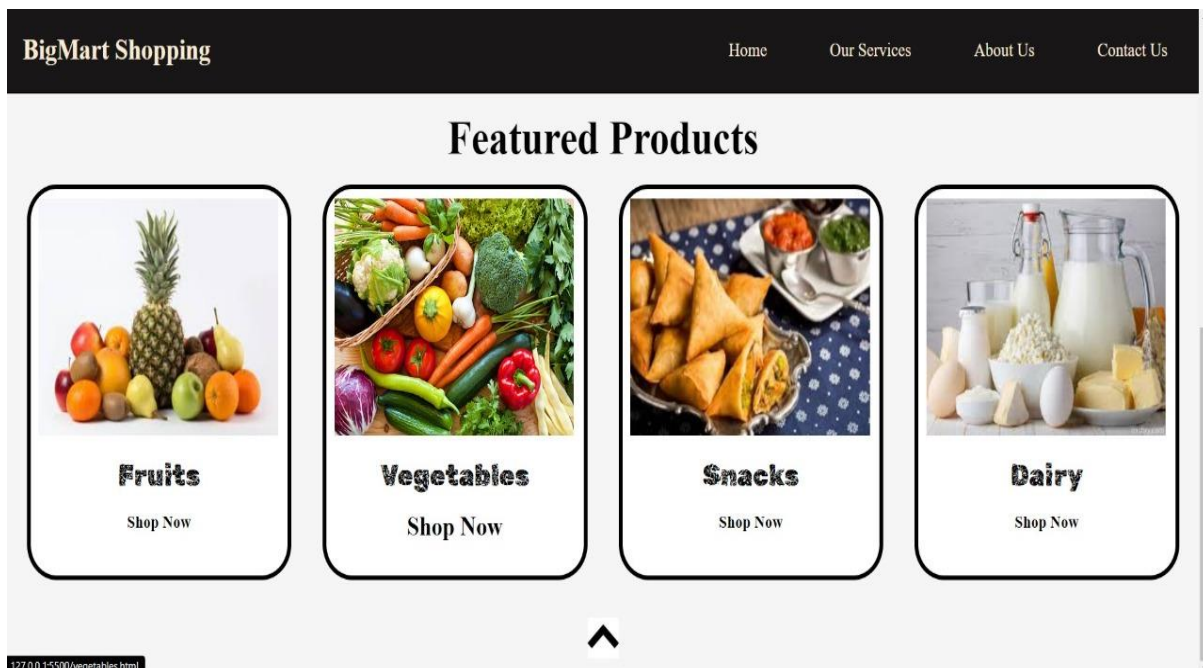 BigMart Shopping
Home Our Services About Us Contact Us
Featured Products
Fruits
Shop Now
Vegetables
Shop Now
Snacks
Shop Now
Dairy
Shop Now
127.0.0.1:5500/vegetables.html